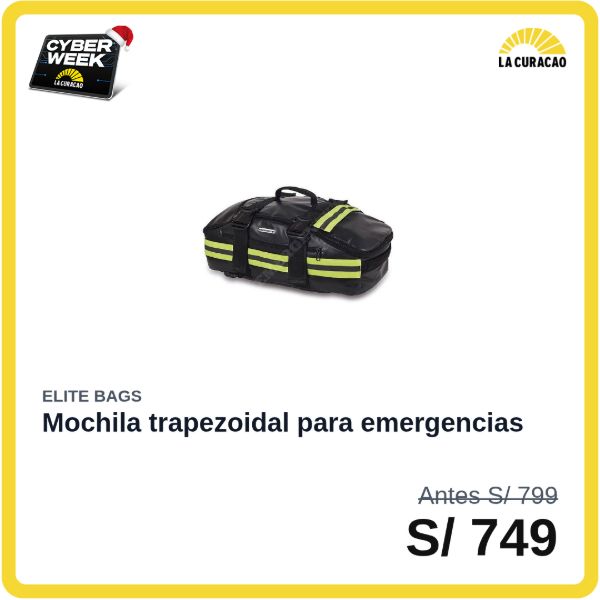 CYBER
WEEK
LA CURACAO
LA CURACAO
ELITE BAGS
Mochila trapezoidal para emergencias
Antes S/ 799
S/ 749